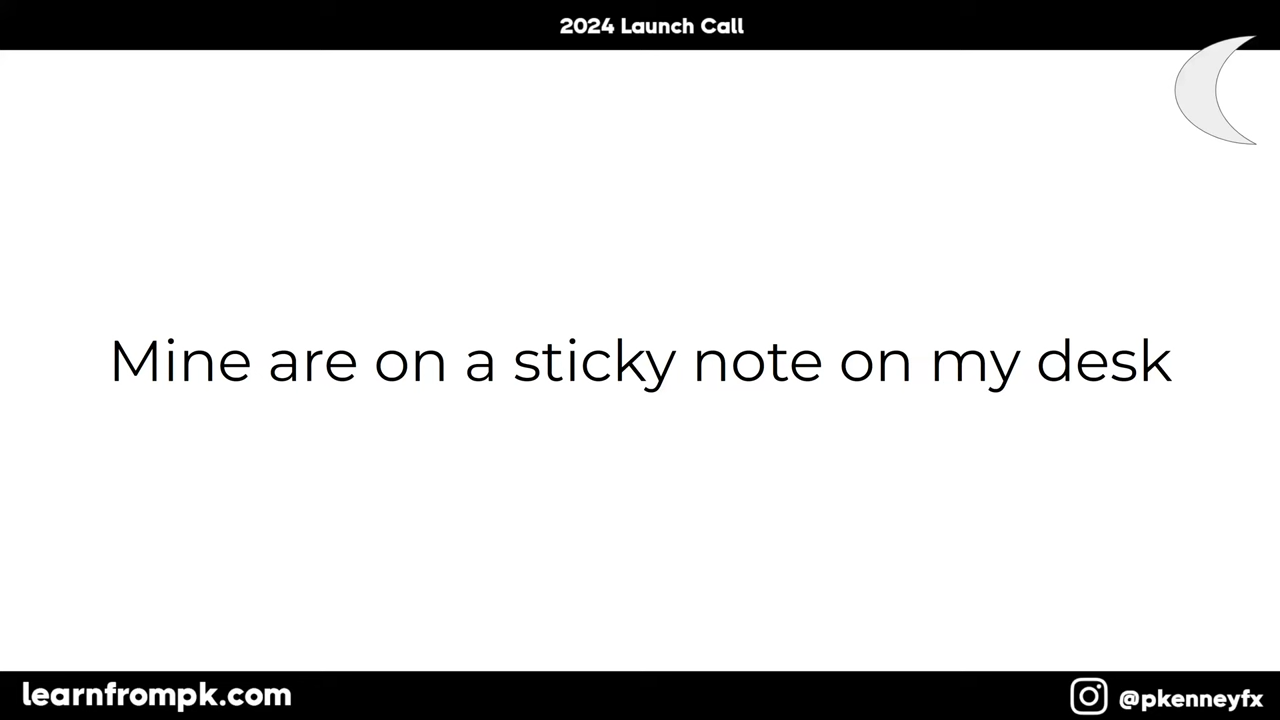 2024 Launch Call
Mine are on a sticky note on my desk
learnfrompk.com
@pkenneyfx